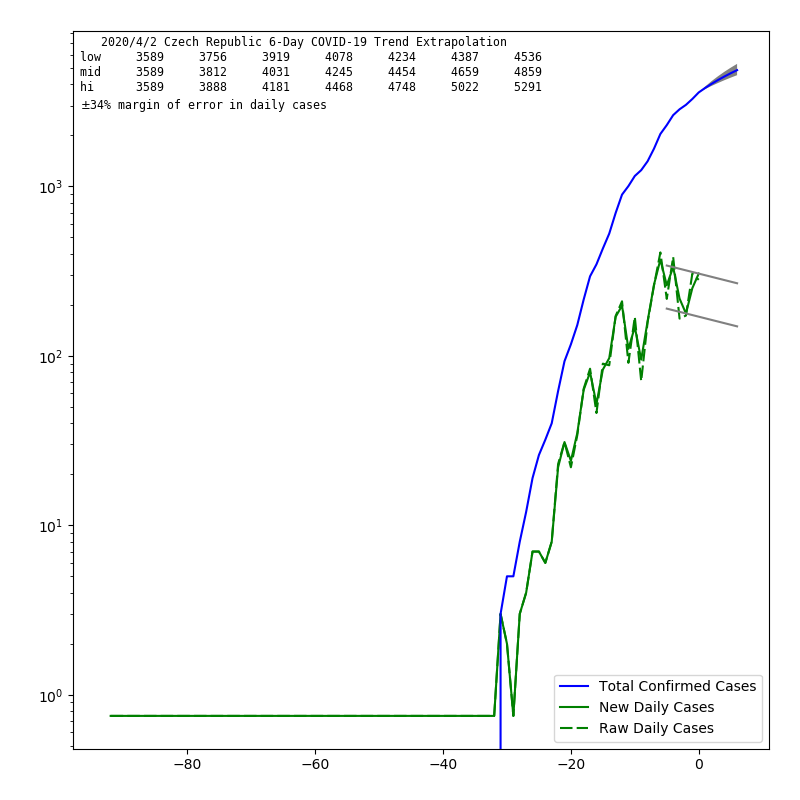 2020/4/2 Czech Republic 6-Day COVID-19 Trend Extrapolation
low 3589 3756 3919 4078 4234 4387 4536
mid 3589 3812 4031 4245 4454 4659 4859
hi 3589 3888 4181 4468 4748 5022 5291
±34% margin of error in daily cases
10³
10²
10¹
10⁰
Total Confirmed Cases
New Daily Cases
Raw Daily Cases
−80 −60 −40 −20 0